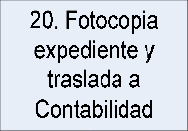 20. Fotocopia
expediente y
traslada a
Contabilidad